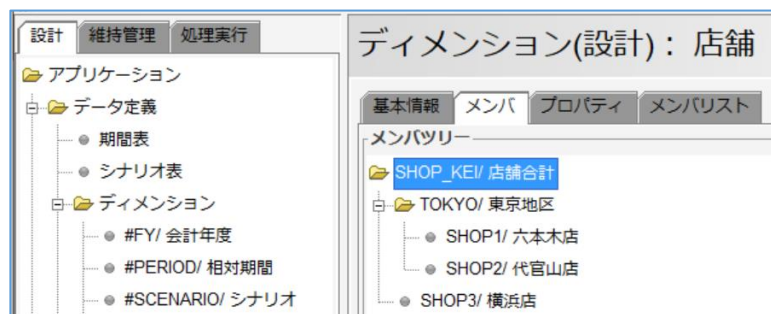 設計 維持管理 処理実行
アプリケーション
データ定義
期間表
シナリオ表
ディメンション
#FY/ 会計年度
#PERIOD/ 相対期間
#SCENARIO/ シナリオ
ディメンション(設計)： 店舗
基本情報 メンバ プロパティ メンバリスト
メンバツリー
SHOP_KEI/ 店舗合計
TOKYO/ 東京地区
SHOP1/ 六本木店
SHOP2/ 代官山店
SHOP3/ 横浜店